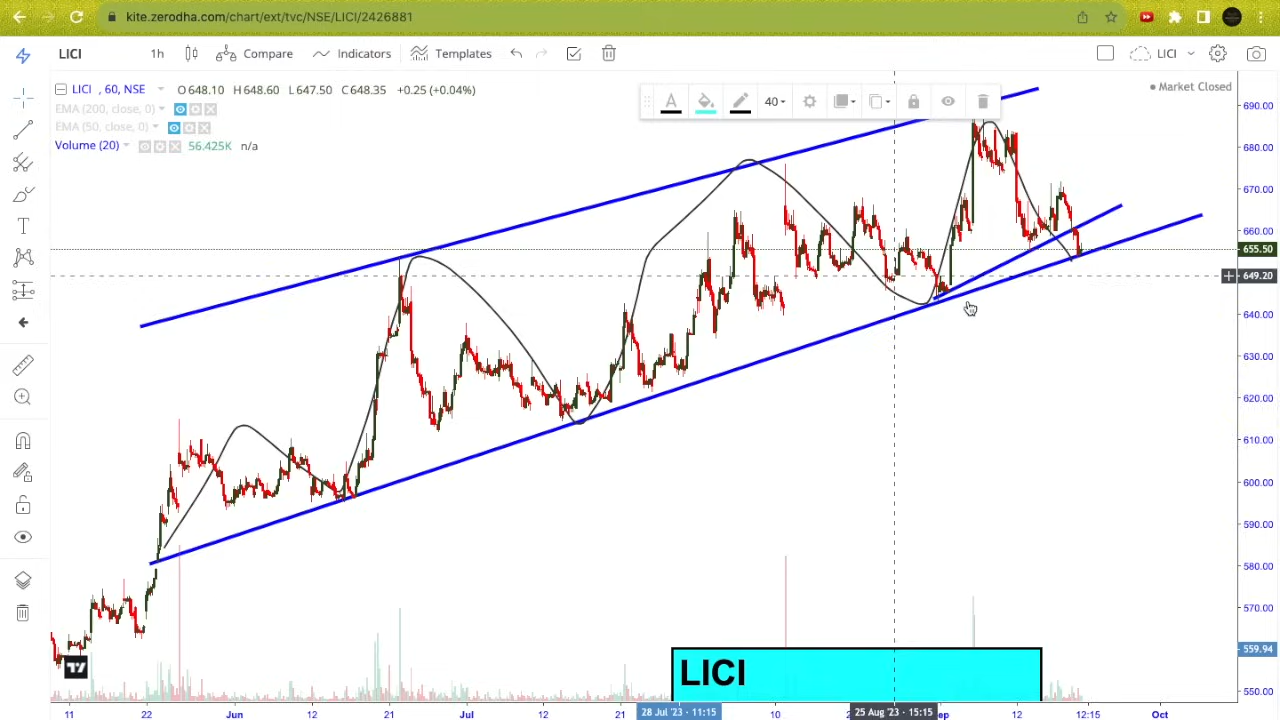 kite.zerodha.com/chart/ext/tvc/NSE/LICI/2426881
LICI 1h Compare Indicators Templates LICI
LICI , 60, NSE O648.10 H648.60 L647.50 C648.35 +0.25 (+0.04%)
Market Closed
EMA (200, close, 0)
EMA (50, close, 0)
Volume (20) 56.425K n/a
40
690.00
680.00
670.00
660.00
655.50
649.20
640.00
630.00
620.00
610.00
600.00
590.00
580.00
570.00
559.94
550.00
LICI
11 22 Jun 12 21 Jul 12 21 28 Jul '23 - 11:15 10 25 Aug '23 - 15:15 ep 12 12:15 Oct